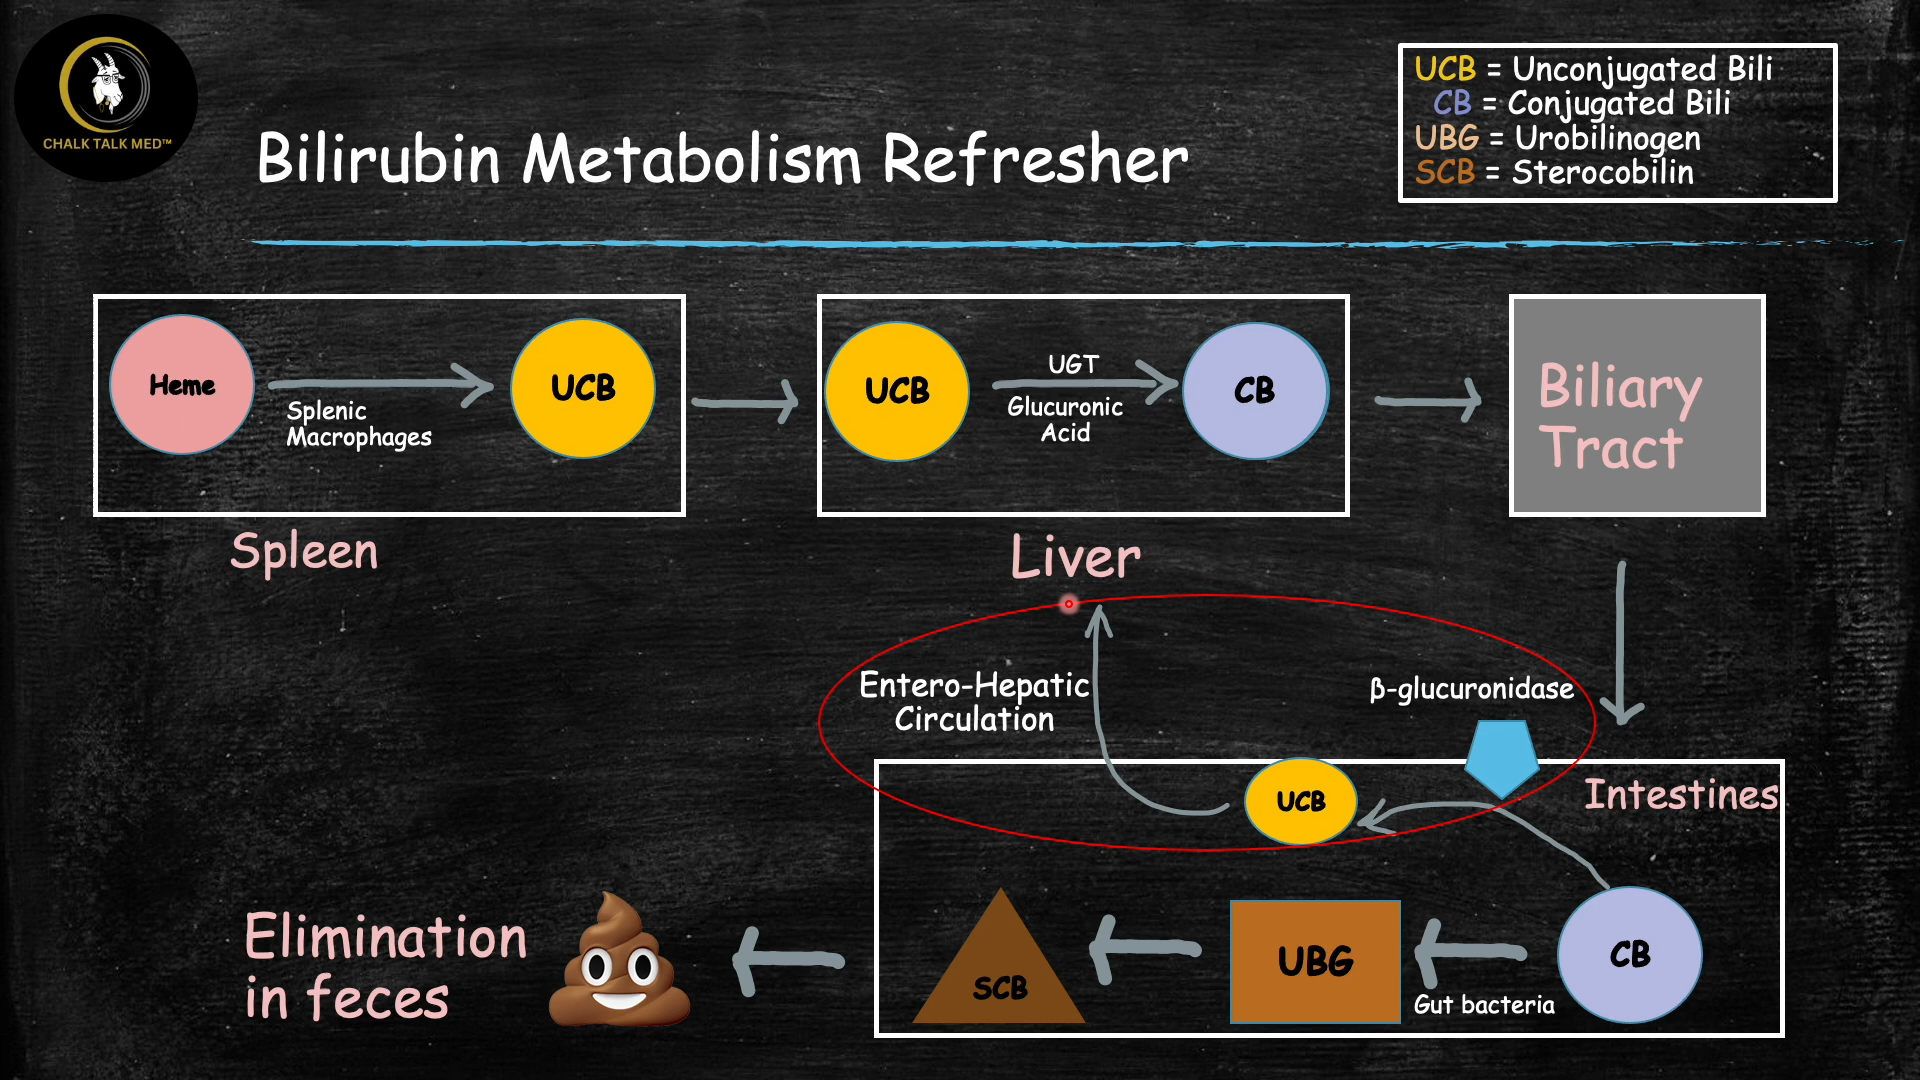 CHALK TALK MED™
Bilirubin Metabolism Refresher
UCB = Unconjugated Bili
CB = Conjugated Bili
UBG = Urobilinogen
SCB = Sterocobilin
Heme
Splenic
Macrophages
UCB
Spleen
UCB
UGT
Glucuronic
Acid
CB
Liver
Biliary
Tract
Entero-Hepatic
Circulation
β-glucuronidase
Intestines
UCB
CB
Gut bacteria
UBG
SCB
Elimination
in feces